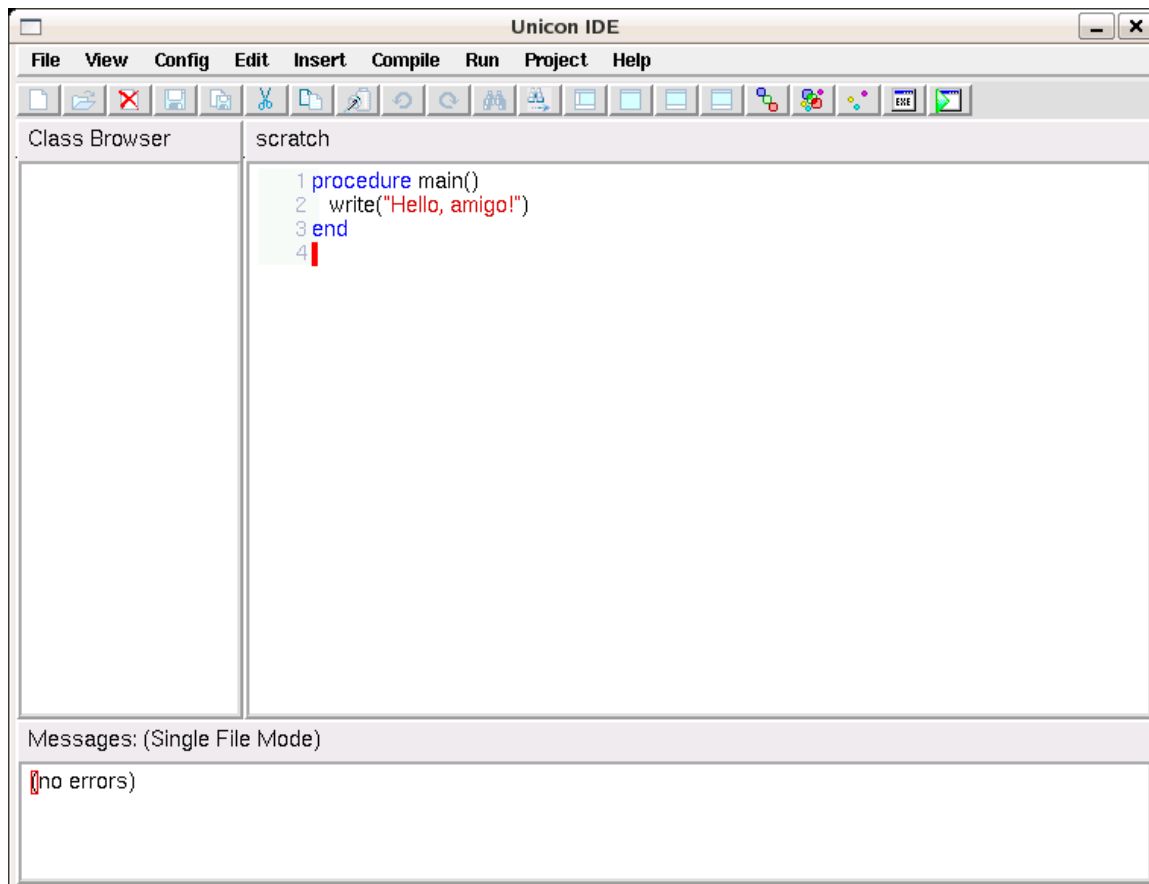 Unicon IDE
File View Config Edit Insert Compile Run Project Help
EXE
Class Browser
scratch
1 procedure main()
2 write("Hello, amigo!")
3 end
4
Messages: (Single File Mode)
(no errors)